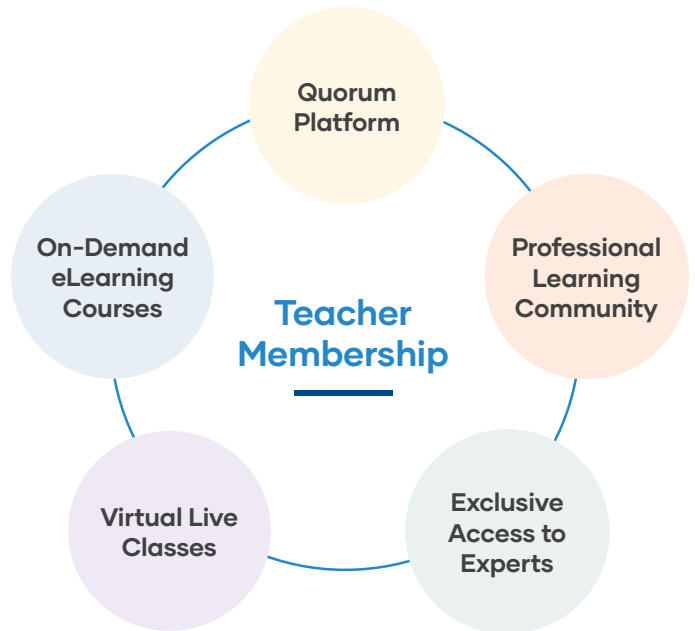 Quorum
Platform
Professional
Learning
Community
Exclusive
Access to
Experts
Virtual Live
Classes
On-Demand
eLearning
Courses
Teacher
Membership